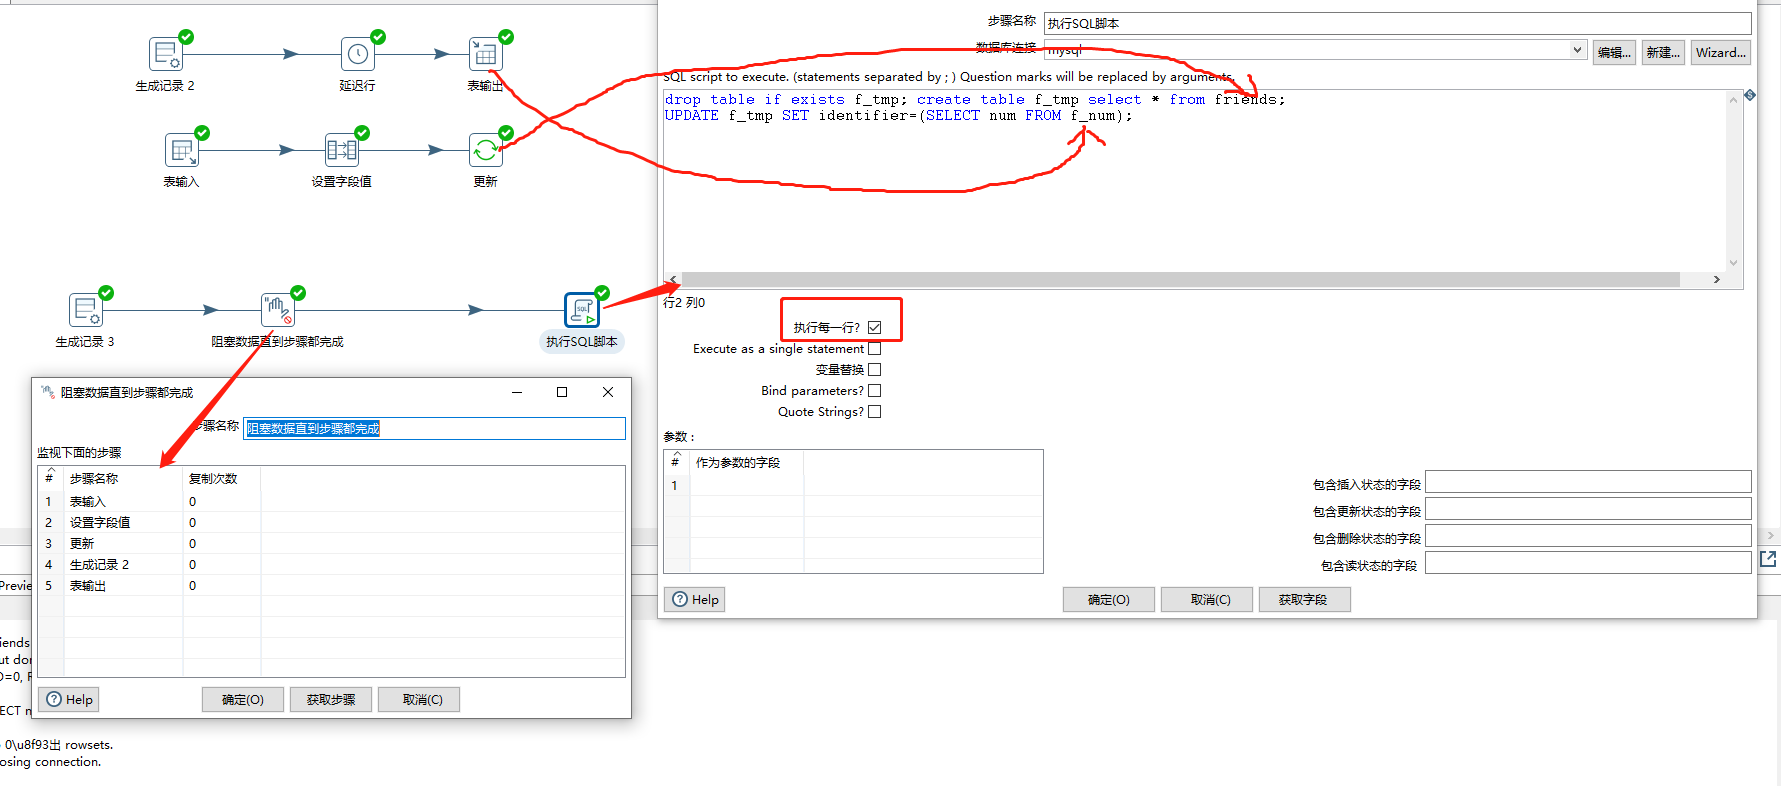 生成记录 2
延迟行
表输出
表输入
设置字段值
更新
生成记录 3
阻塞数据直到步骤都完成
执行SQL脚本
步骤名称 执行SQL脚本
数据库连接 mysql 编辑... 新建... Wizard...
SQL script to execute. (statements separated by ; ) Question marks will be replaced by arguments.
drop table if exists f_tmp; create table f_tmp select * from friends;
UPDATE f_tmp SET identifier=(SELECT num FROM f_num);
行2 列0
执行每一行?
Execute as a single statement
变量替换
Bind parameters?
Quote Strings?
参数 :
# 作为参数的字段
1
包含插入状态的字段
包含更新状态的字段
包含删除状态的字段
包含读状态的字段
Help 确定(O) 取消(C) 获取字段
阻塞数据直到步骤都完成
步骤名称 阻塞数据直到步骤都完成
监视下面的步骤
# 步骤名称 复制次数
1 表输入 0
2 设置字段值 0
3 更新 0
4 生成记录 2 0
5 表输出 0
Help 确定(O) 获取步骤 取消(C)
Previe
iends
ut dor
D=0, F
ECT n
0\u8f93出 rowsets.
osing connection.